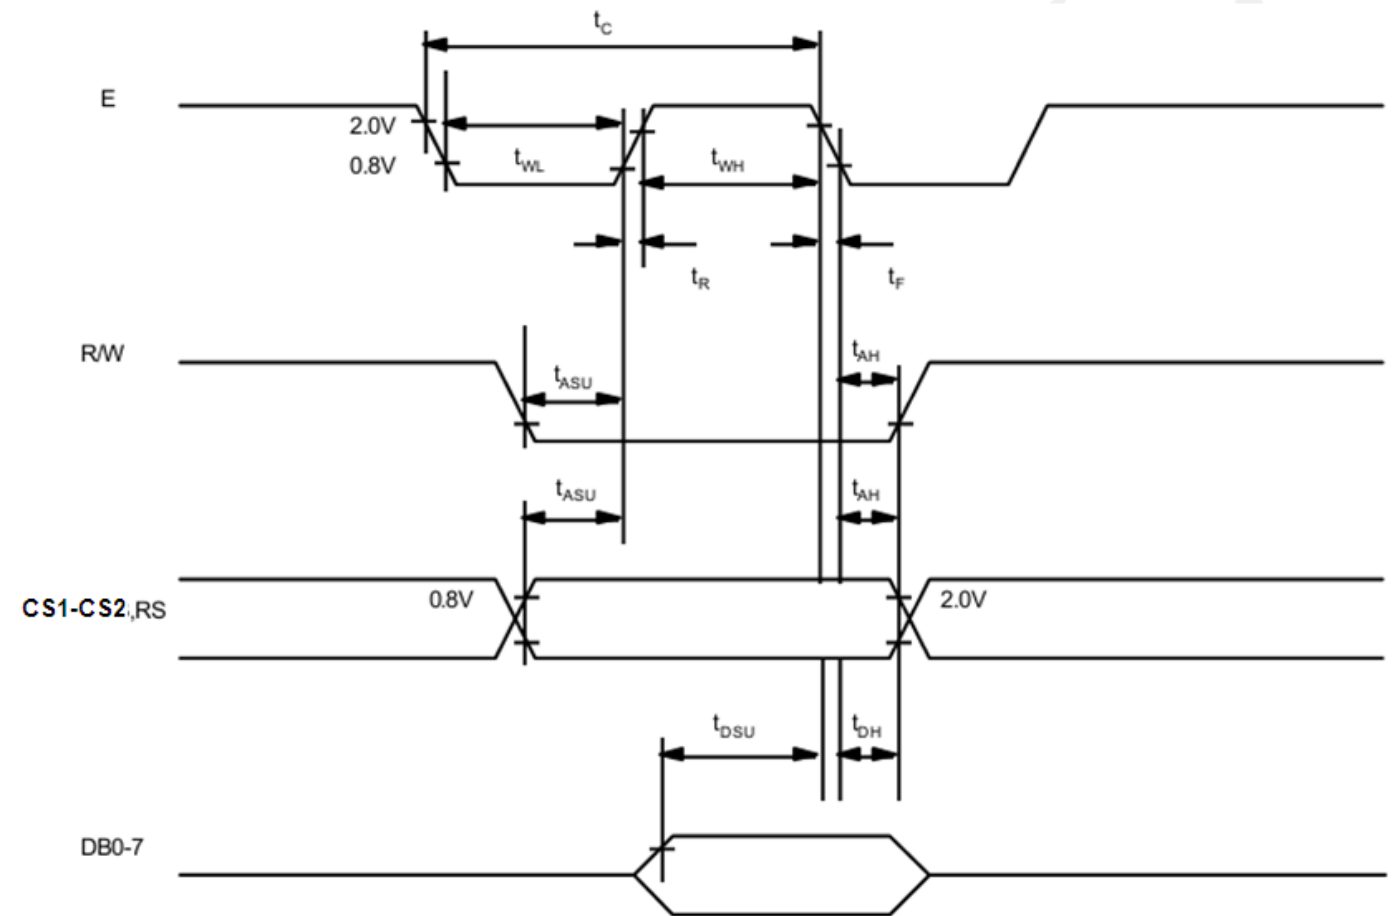 tC
E
2.0V
0.8V
tWL
tWH
tR
tF
R/W
tASU
tAH
tASU
tAH
CS1-CS2,RS
0.8V
2.0V
tDSU
tDH
DB0-7